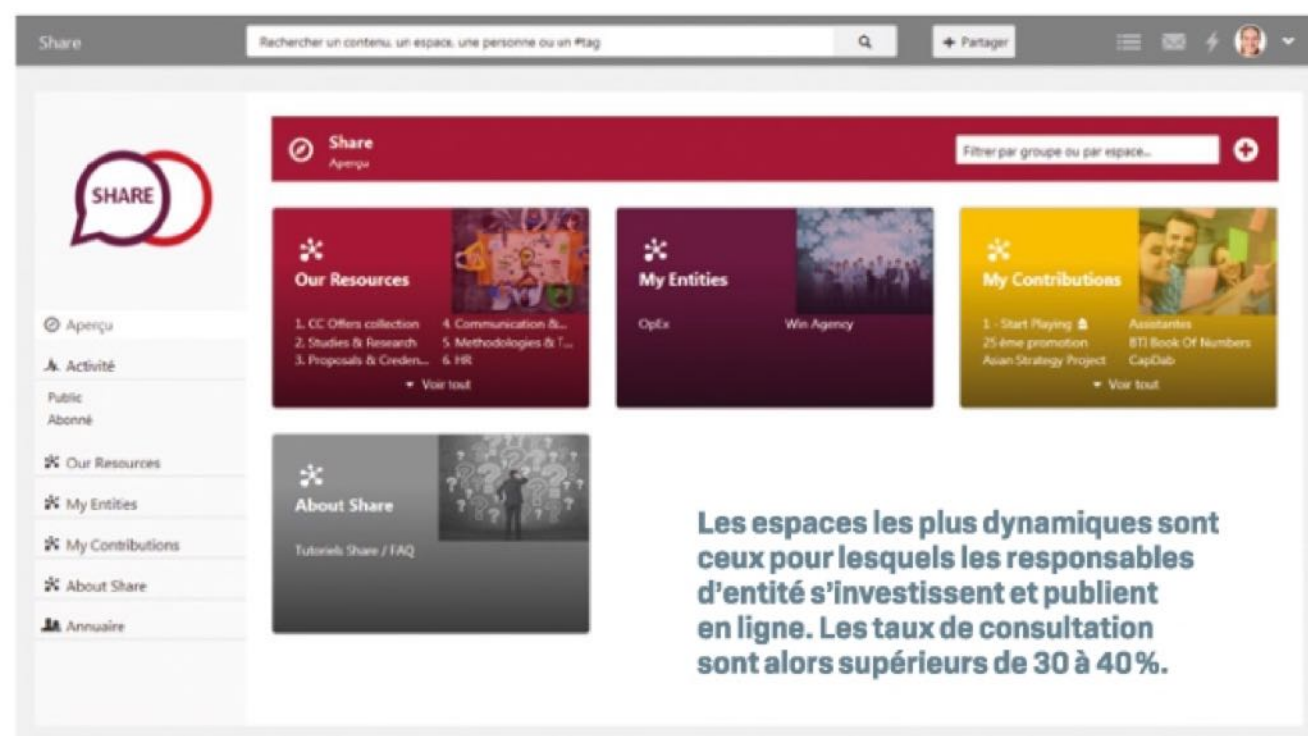 Share
Rechercher un contenu, un espace, une personne ou un #tag
+ Partager
SHARE
Share
Aperçu
Filtrer par groupe ou par espace...
Our Resources
1. CC Offers collection
2. Studies & Research
3. Proposals & Creden...
4. Communication &...
5. Methodologies & T...
6. HR
Voir tout
My Entities
OpEx
Win Agency
My Contributions
1 - Start Playing
25 ème promotion
Asian Strategy Project
Assistantes
BTI Book Of Numbers
CapDab
Voir tout
Aperçu
Activité
Public
Abonné
Our Resources
My Entities
My Contributions
About Share
Annuaire
About Share
Tutoriels Share / FAQ
Les espaces les plus dynamiques sont
ceux pour lesquels les responsables
d'entité s'investissent et publient
en ligne. Les taux de consultation
sont alors supérieurs de 30 à 40%.